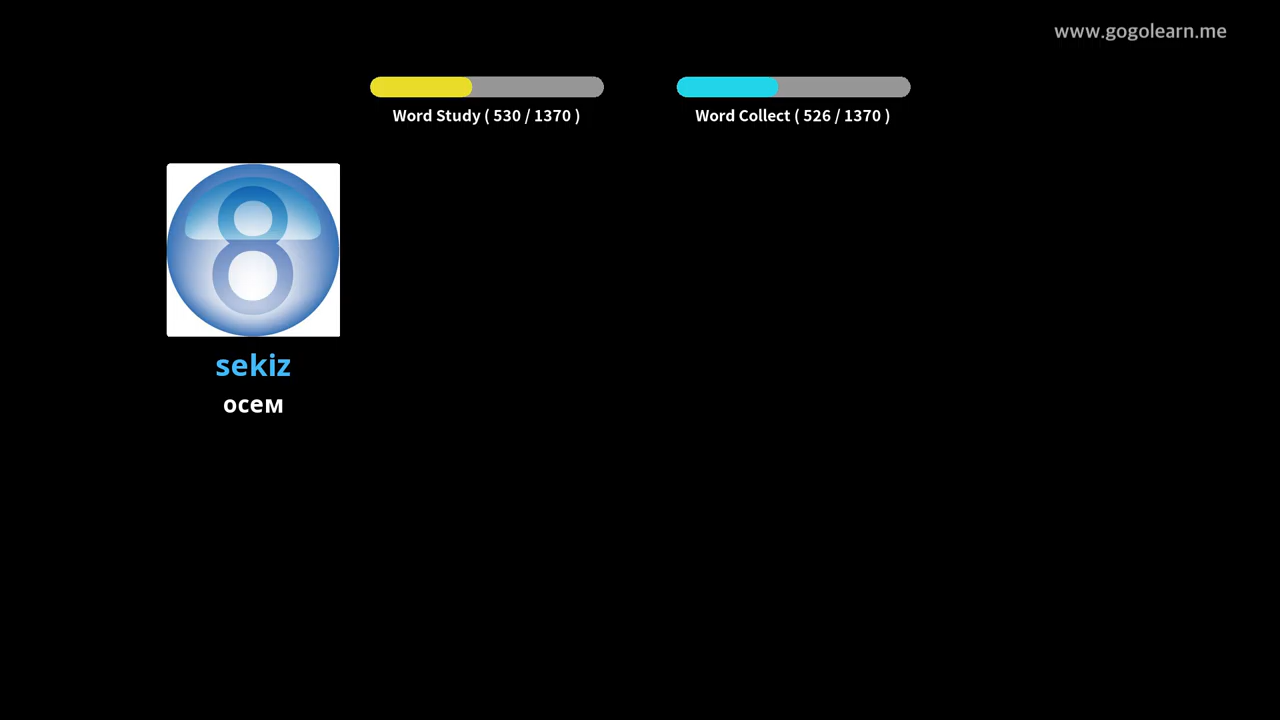 www.gogolearn.me
Word Study ( 530 / 1370 )
Word Collect ( 526 / 1370 )
8
sekiz
осем